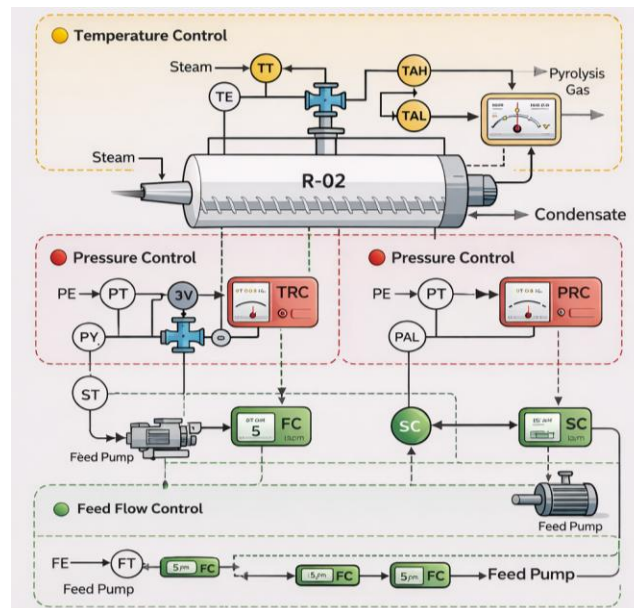 Temperature Control
Steam
TT
TAH
Pyrolysis
Gas
TE
TAL
Steam
R-02
Condensate
Pressure Control
Pressure Control
PE
PT
3V
TRC
PE
PT
PRC
PY
PAL
ST
5
FC
SC
SC
Feed Pump
Feed Flow Control
Feed Pump
FE
FT
FC
FC
5
FC
Feed Pump
Feed Pump